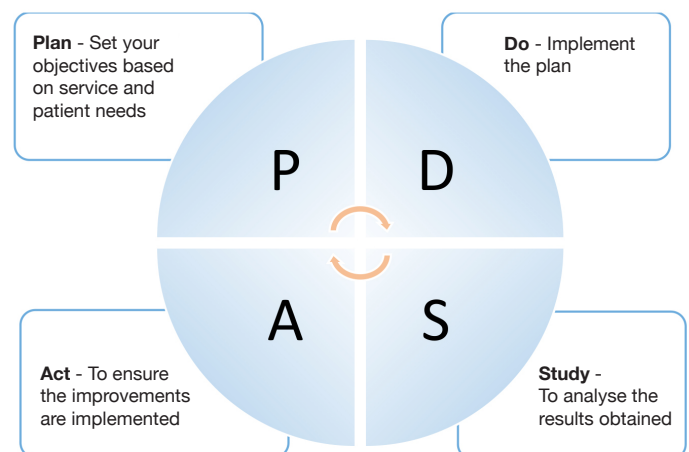 Plan - Set your
objectives based
on service and
patient needs
Do - Implement
the plan
P
D
A
S
Act - To ensure
the improvements
are implemented
Study -
To analyse the
results obtained